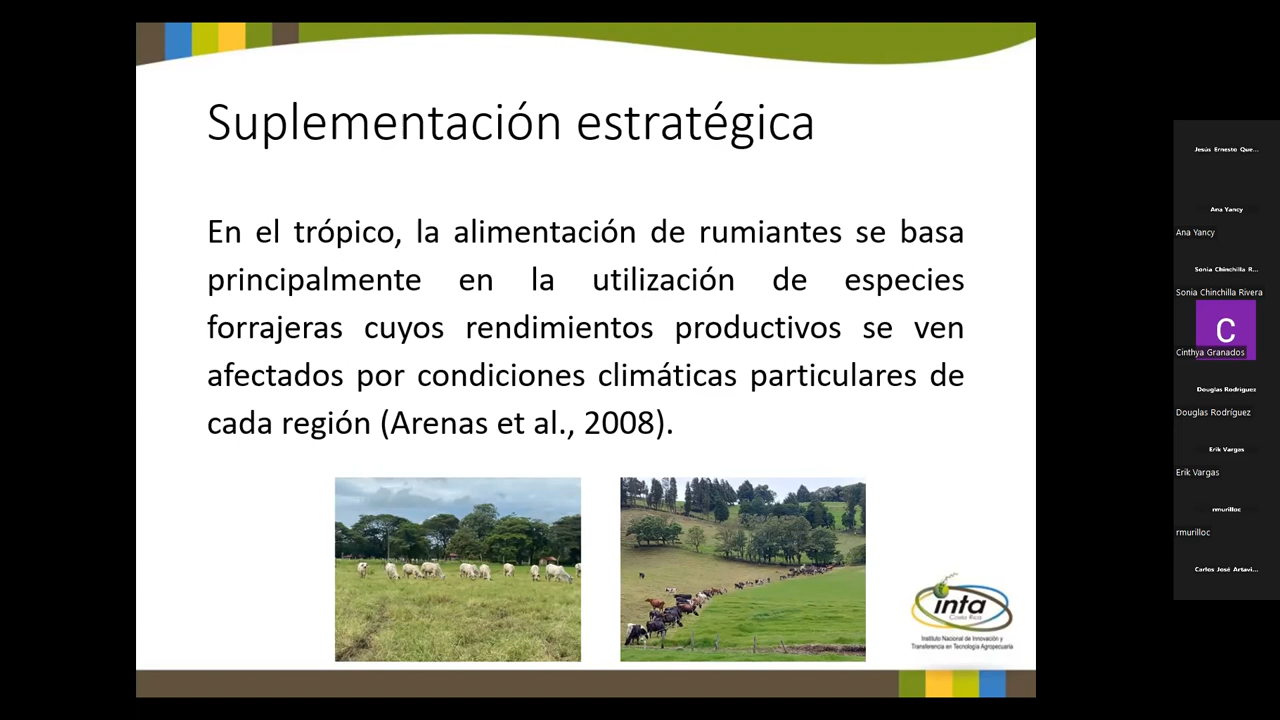 Suplementación estratégica
En el trópico, la alimentación de rumiantes se basa
principalmente en la utilización de especies
forrajeras cuyos rendimientos productivos se ven
afectados por condiciones climáticas particulares de
cada región (Arenas et al., 2008).
inta
Costa Rica
Instituto Nacional de Innovación y
Transferencia en Tecnología Agropecuaria
Jesús Ernesto Que...
Ana Yancy
Ana Yancy
Sonia Chinchilla R...
Sonia Chinchilla Rivera
C
Cinthya Granados
Douglas Rodríguez
Douglas Rodríguez
Erik Vargas
Erik Vargas
rmurilloc
rmurilloc
Carlos José Artavi...